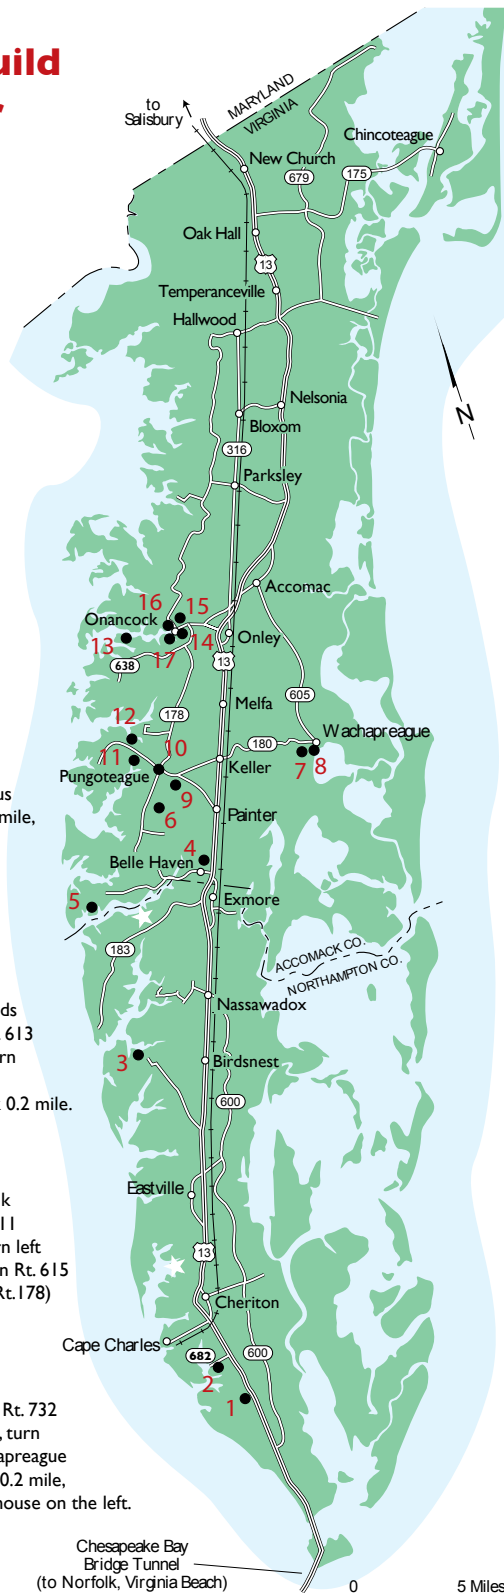 uild
to
Salisbury
MARYLAND
VIRGINIA
Chincoteague
New Church
679
175
Oak Hall
13
Temperanceville
Hallwood
N
Nelsonia
Bloxom
316
Parksley
Accomac
16
15
Onancock
13
17
14
Onley
638
13
605
Melfa
12
178
10
180
Wachapreague
11
Pungoteague
Keller
7
8
us
9
mile,
6
Painter
4
Belle Haven
5
Exmore
183
ACCOMACK CO.
NORTHAMPTON CO.
ds
Nassawadox
. 613
rn
3
Birdsnest
0.2 mile.
600
k
Eastville
11
rn left
n Rt. 615
13
Rt.178)
Cheriton
Cape Charles
682
600
2
1
Rt. 732
, turn
apreague
0.2 mile,
house on the left.
Chesapeake Bay
Bridge Tunnel
(to Norfolk, Virginia Beach)
0
5 Miles